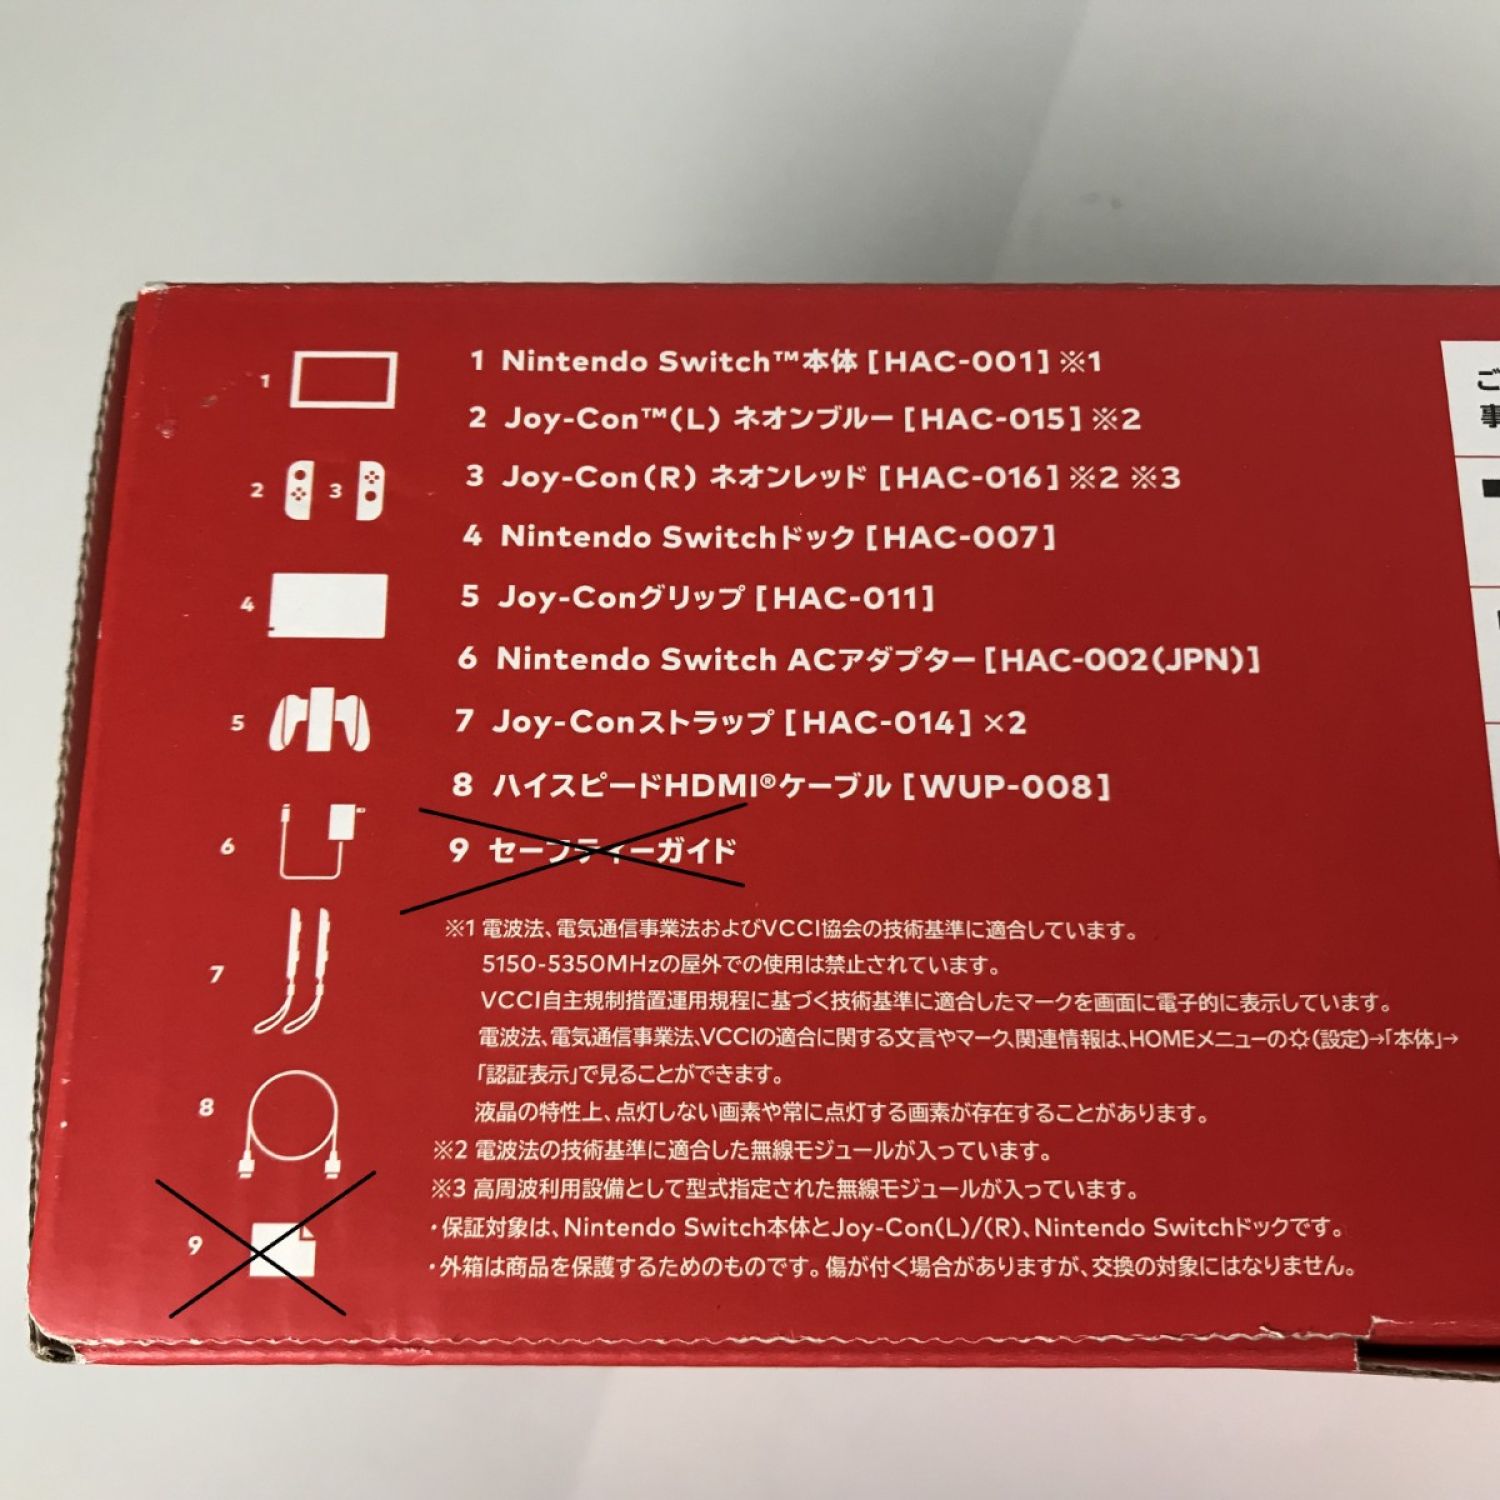 1 Nintendo Switch™本体 [HAC-001] ※1
2 Joy-Con™(L) ネオンブルー [HAC-015] ※2
3 Joy-Con(R) ネオンレッド [HAC-016] ※2 ※3
4 Nintendo Switchドック [HAC-007]
5 Joy-Conグリップ [HAC-011]
6 Nintendo Switch ACアダプター [HAC-002(JPN)]
7 Joy-Conストラップ [HAC-014] ×2
8 ハイスピードHDMI®ケーブル [WUP-008]
9 セーフティーガイド
※1 電波法、電気通信事業法およびVCCI協会の技術基準に適合しています。
5150-5350MHzの屋外での使用は禁止されています。
VCCI自主規制措置運用規程に基づく技術基準に適合したマークを画面に電子的に表示しています。
電波法、電気通信事業法、VCCIの適合に関する文言やマーク、関連情報は、HOMEメニューの☼(設定)→「本体」→
「認証表示」で見ることができます。
液晶の特性上、点灯しない画素や常に点灯する画素が存在することがあります。
※2 電波法の技術基準に適合した無線モジュールが入っています。
※3 高周波利用設備として型式指定された無線モジュールが入っています。
・保証対象は、Nintendo Switch本体とJoy-Con(L)/(R)、Nintendo Switchドックです。
・外箱は商品を保護するためのものです。傷が付く場合がありますが、交換の対象にはなりません。
1
2 3
4
5
6
7
8
9
ご
事